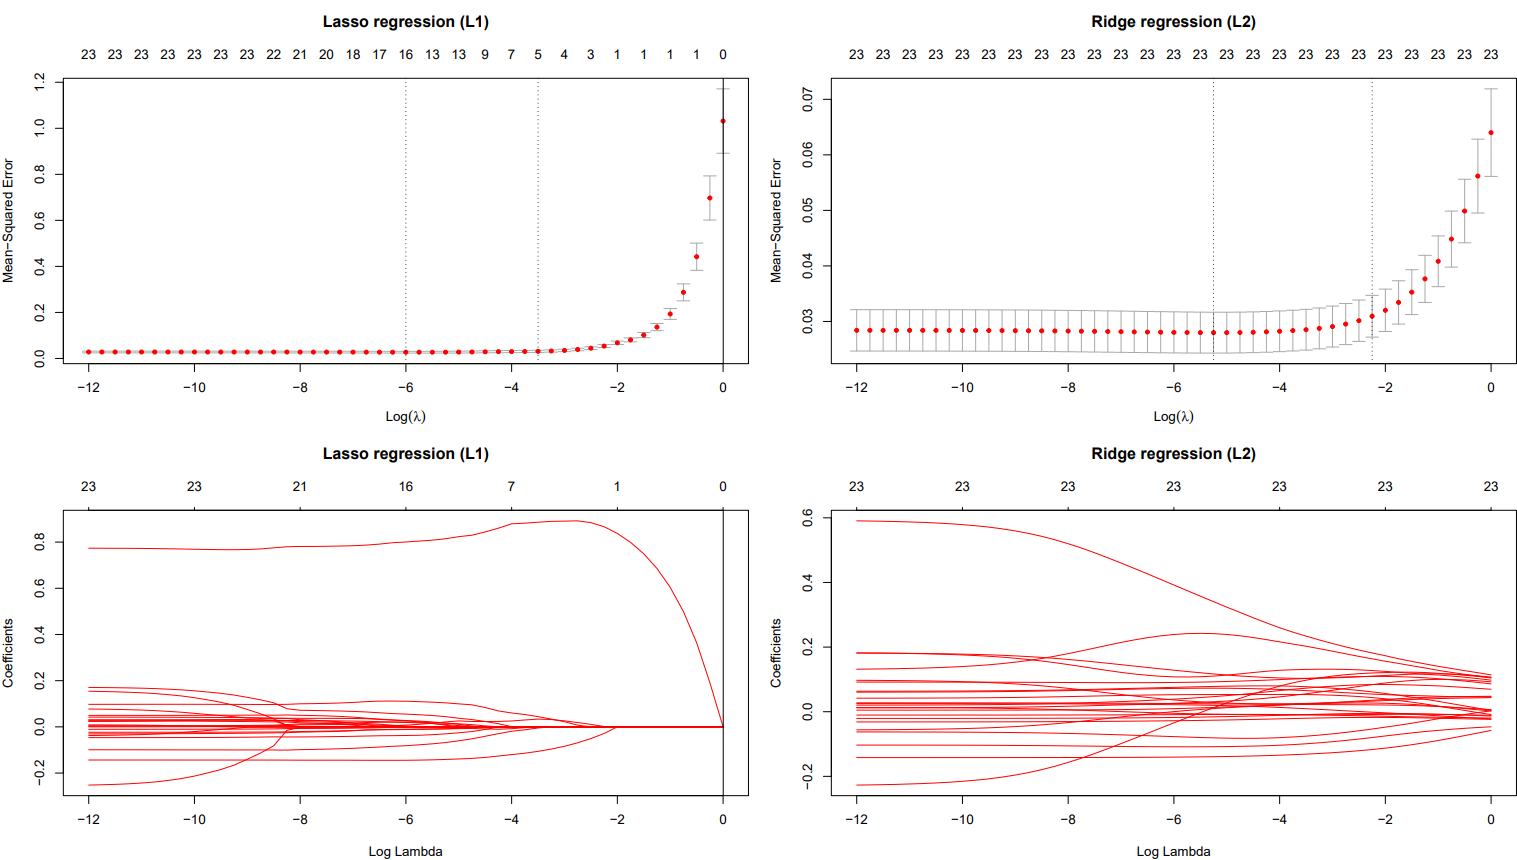 Lasso regression (L1)
23 23 23 23 23 23 23 22 21 20 18 17 16 13 13 9 7 5 4 3 1 1 1 1 0
Mean−Squared Error
1.2
1.0
0.8
0.6
0.4
0.2
0.0
−12 −10 −8 −6 −4 −2 0
Log(λ)
Ridge regression (L2)
23 23 23 23 23 23 23 23 23 23 23 23 23 23 23 23 23 23 23 23 23 23 23 23 23
Mean−Squared Error
0.07
0.06
0.05
0.04
0.03
−12 −10 −8 −6 −4 −2 0
Log(λ)
Lasso regression (L1)
23 23 21 16 7 1 0
Coefficients
0.8
0.6
0.4
0.2
0.0
−0.2
−12 −10 −8 −6 −4 −2 0
Log Lambda
Ridge regression (L2)
23 23 23 23 23 23 23
Coefficients
0.6
0.4
0.2
0.0
−0.2
−12 −10 −8 −6 −4 −2 0
Log Lambda